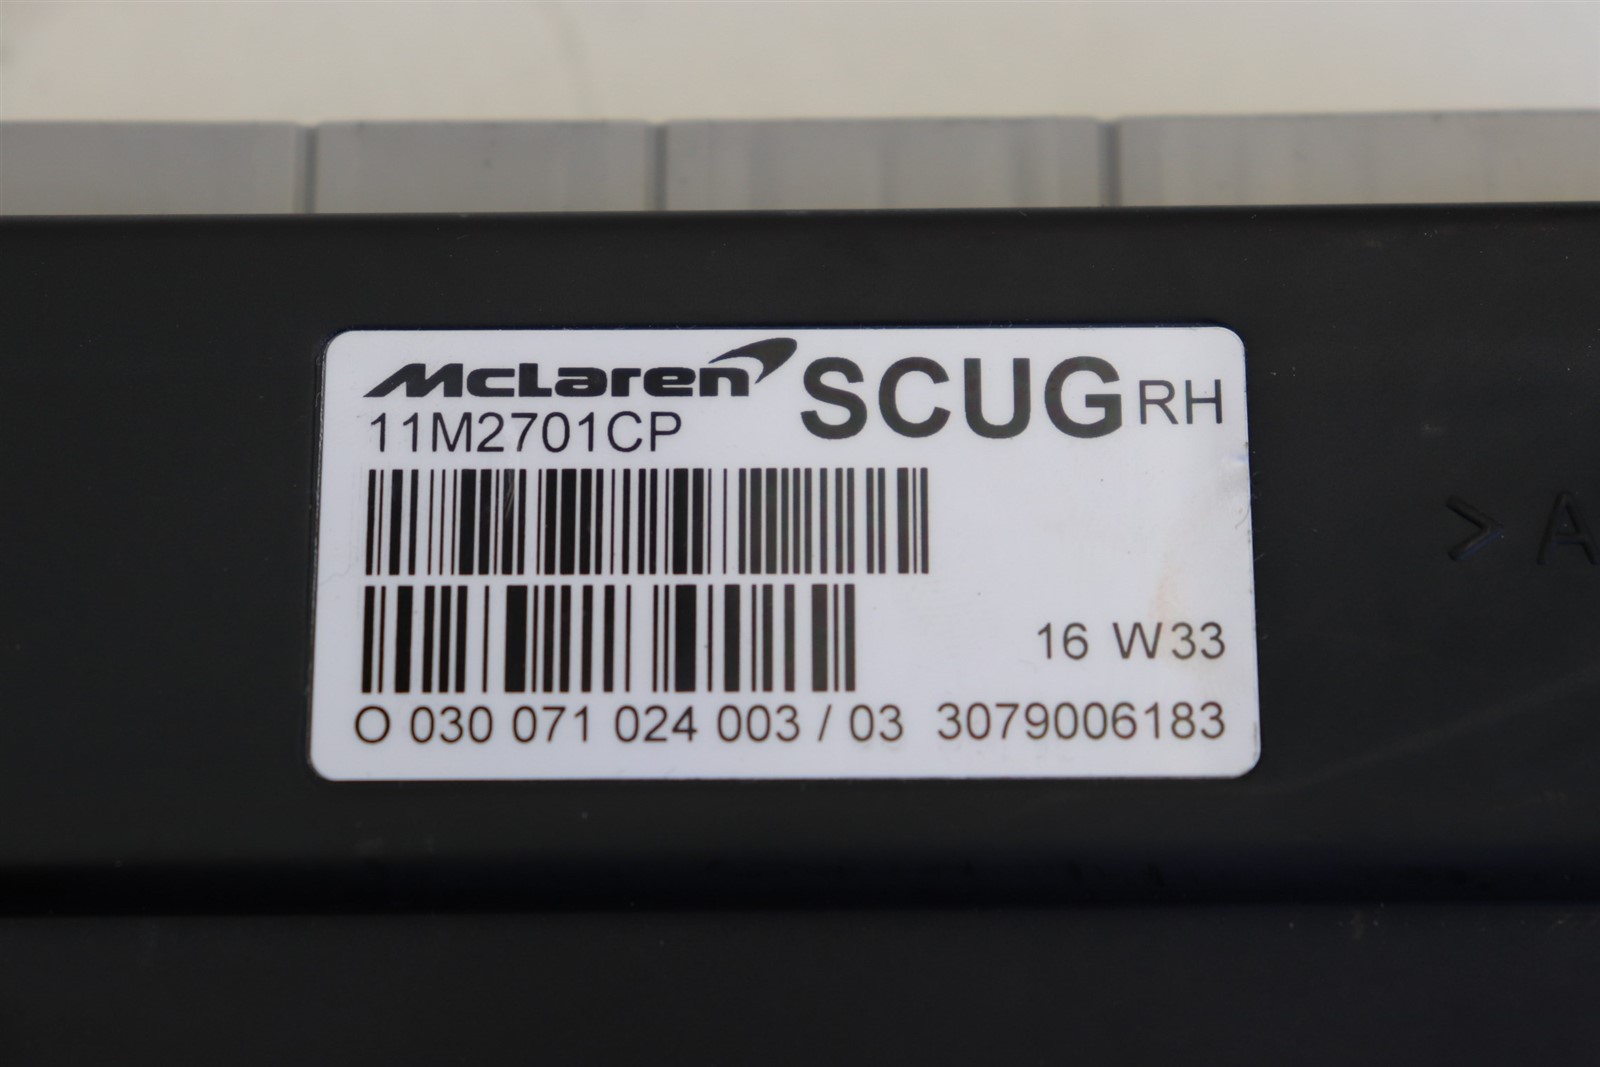 McLaren SCUG RH
11M2701CP
16 W33
O 030 071 024 003 / 03 3079006183
> A